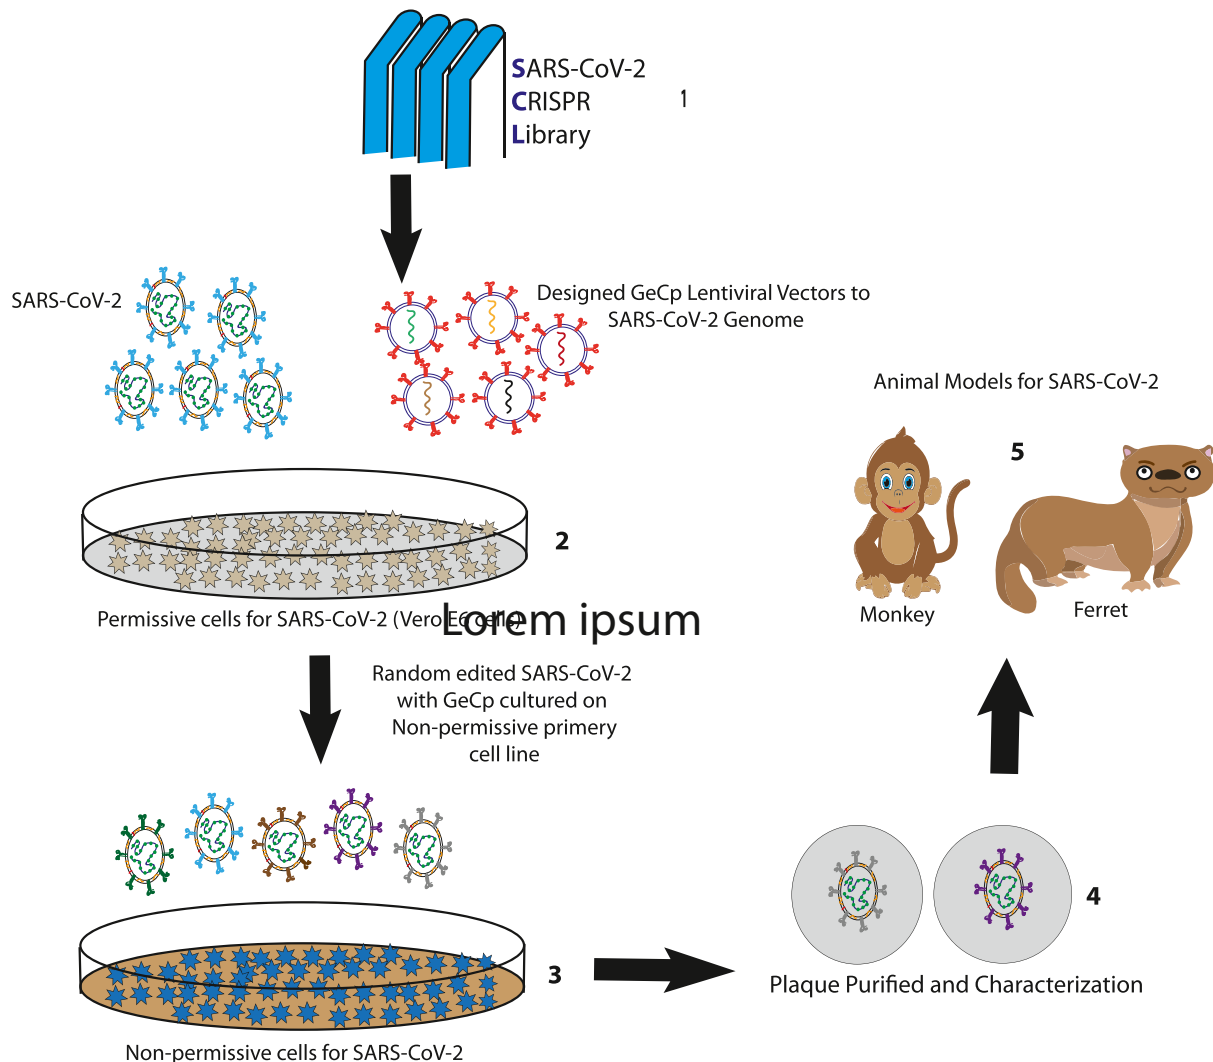 SARS-CoV-2
CRISPR
Library
1
SARS-CoV-2
Designed GeCp Lentiviral Vectors to
SARS-CoV-2 Genome
Animal Models for SARS-CoV-2
5
2
Permissive cells for SARS-CoV-2 (Vero E6 cells)
Lorem ipsum
Monkey
Ferret
Random edited SARS-CoV-2
with GeCp cultured on
Non-permissive primery
cell line
4
3
Plaque Purified and Characterization
Non-permissive cells for SARS-CoV-2